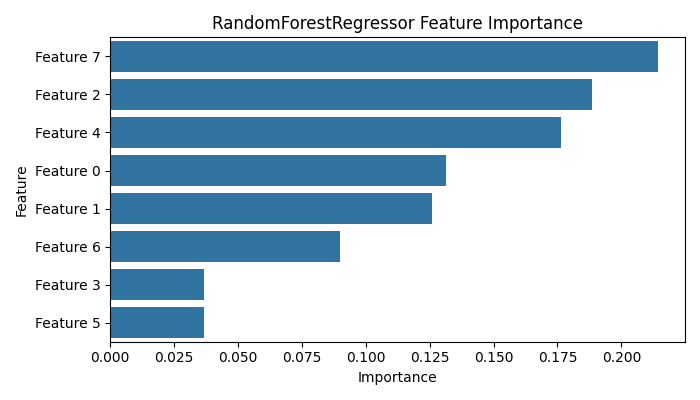 RandomForestRegressor Feature Importance
Feature 7
Feature 2
Feature 4
Feature 0
Feature 1
Feature 6
Feature 3
Feature 5
Feature
0.000 0.025 0.050 0.075 0.100 0.125 0.150 0.175 0.200
Importance